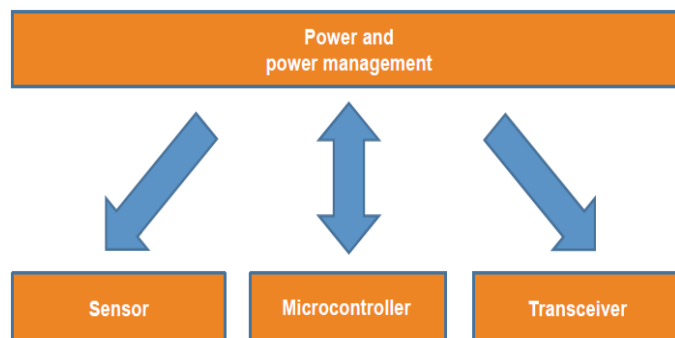 Power and
power management
Sensor
Microcontroller
Transceiver